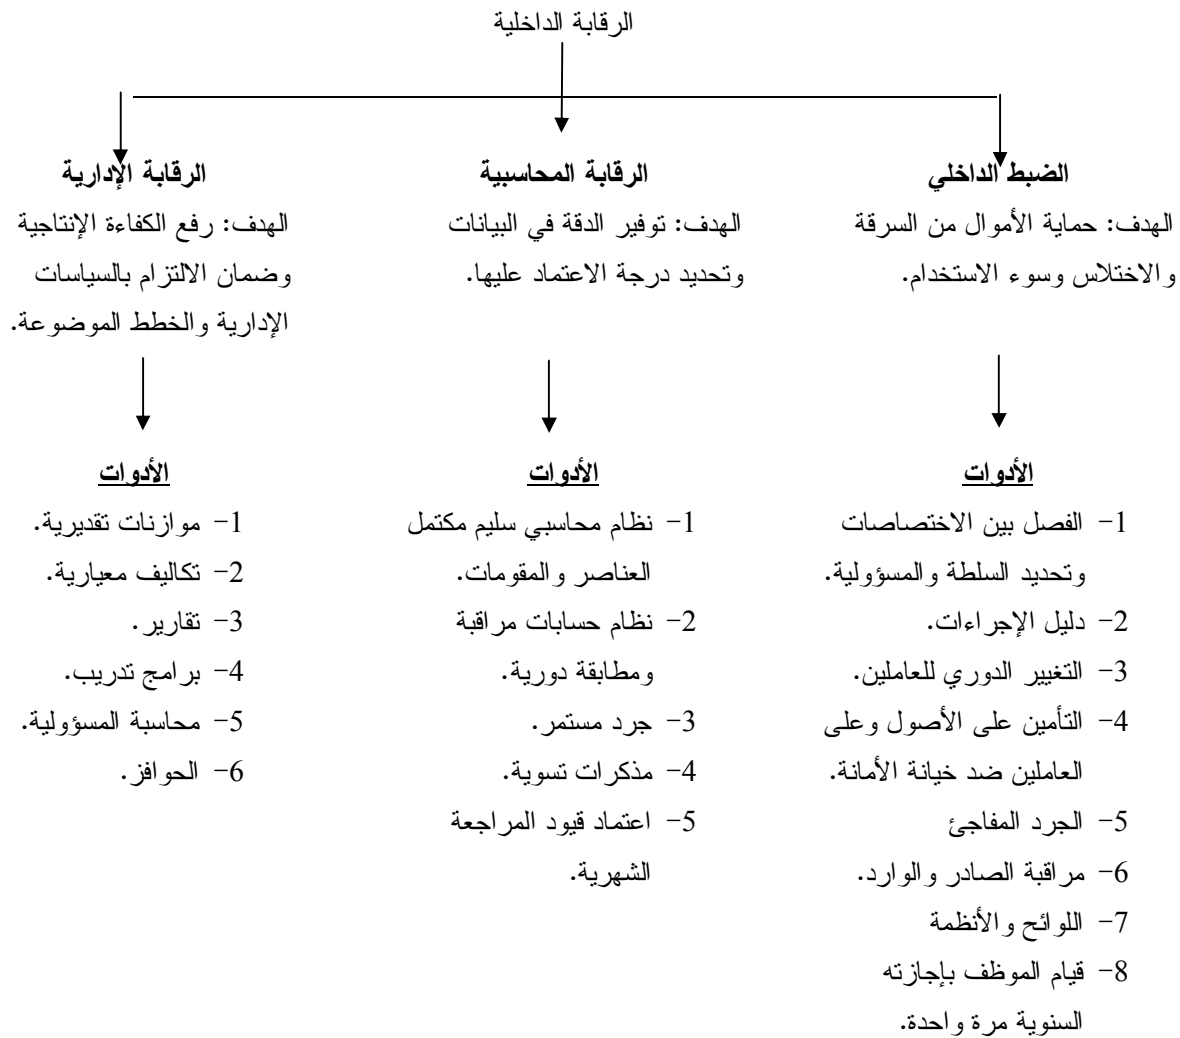 الرقابة الداخلية
الضبط الداخلي
الهدف: حماية الأموال من السرقة
والاختلاس وسوء الاستخدام.
الأدوات
1- الفصل بين الاختصاصات
وتحديد السلطة والمسؤولية.
2- دليل الإجراءات.
3- التغيير الدوري للعاملين.
4- التأمين على الأصول وعلى
العاملين ضد خيانة الأمانة.
5- الجرد المفاجئ
6- مراقبة الصادر والوارد.
7- اللوائح والأنظمة
8- قيام الموظف بإجازته
السنوية مرة واحدة.
الرقابة المحاسبية
الهدف: توفير الدقة في البيانات
وتحديد درجة الاعتماد عليها.
الأدوات
1- نظام محاسبي سليم مكتمل
العناصر والمقومات.
2- نظام حسابات مراقبة
ومطابقة دورية.
3- جرد مستمر.
4- مذكرات تسوية.
5- اعتماد قيود المراجعة
الشهرية.
الرقابة الإدارية
الهدف: رفع الكفاءة الإنتاجية
وضمان الالتزام بالسياسات
الإدارية والخطط الموضوعة.
الأدوات
1- موازنات تقديرية.
2- تكاليف معيارية.
3- تقارير.
4- برامج تدريب.
5- محاسبة المسؤولية.
6- الحوافز.